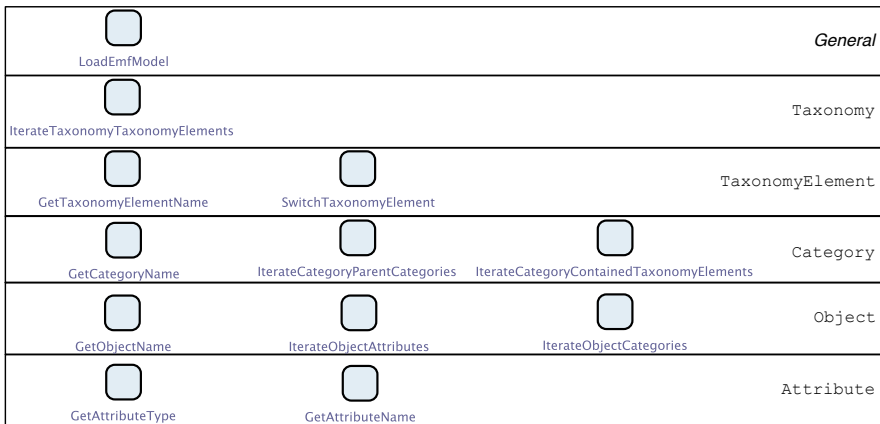 General
LoadEmfModel
Taxonomy
IterateTaxonomyTaxonomyElements
TaxonomyElement
GetTaxonomyElementName SwitchTaxonomyElement
Category
GetCategoryName IterateCategoryParentCategories IterateCategoryContainedTaxonomyElements
Object
GetObjectName IterateObjectAttributes IterateObjectCategories
Attribute
GetAttributeType GetAttributeName